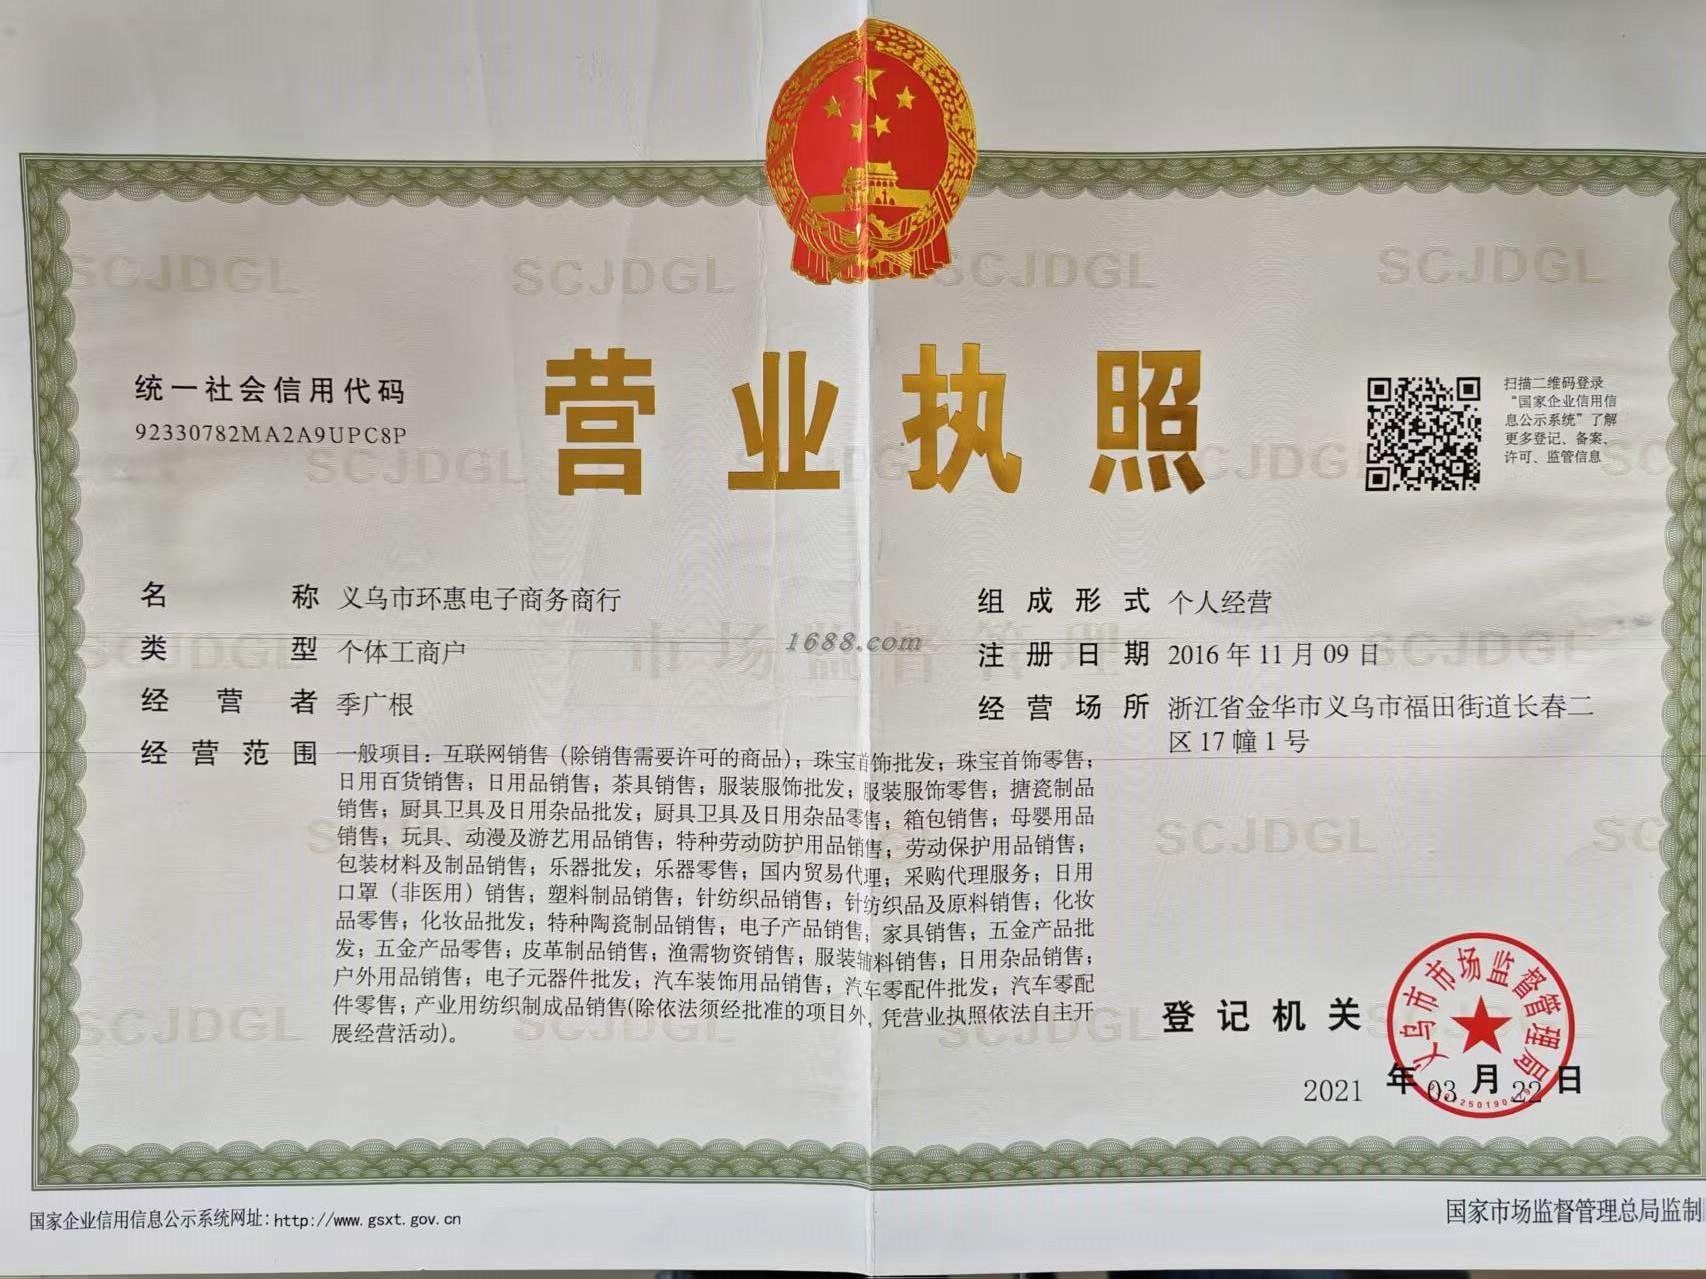 营业执照
统一社会信用代码
92330782MA2A9UPC8P
扫描二维码登录
“国家企业信用信
息公示系统”了解
更多登记、备案、
许可、监管信息
名称 义乌市环惠电子商务商行
类型 个体工商户
经营者 季广根
经营范围 一般项目：互联网销售（除销售需要许可的商品）；珠宝首饰批发；珠宝首饰零售；
日用百货销售；日用品销售；茶具销售；服装服饰批发；服装服饰零售；搪瓷制品
销售；厨具卫具及日用杂品批发；厨具卫具及日用杂品零售；箱包销售；母婴用品
销售；玩具、动漫及游艺用品销售；特种劳动防护用品销售；劳动保护用品销售；
包装材料及制品销售；乐器批发；乐器零售；国内贸易代理；采购代理服务；日用
口罩（非医用）销售；塑料制品销售；针纺织品销售；针纺织品及原料销售；化妆
品零售；化妆品批发；特种陶瓷制品销售；电子产品销售；家具销售；五金产品批
发；五金产品零售；皮革制品销售；渔需物资销售；服装辅料销售；日用杂品销售；
户外用品销售；电子元器件批发；汽车装饰用品销售；汽车零配件批发；汽车零配
件零售；产业用纺织制成品销售(除依法须经批准的项目外，凭营业执照依法自主开
展经营活动)。
组成形式 个人经营
注册日期 2016年11月09日
经营场所 浙江省金华市义乌市福田街道长春二
区17幢1号
1688.com
登记机关
义乌市市场监督管理局
2021年03月22日
国家企业信用信息公示系统网址：http://www.gsxt.gov.cn
国家市场监督管理总局监制